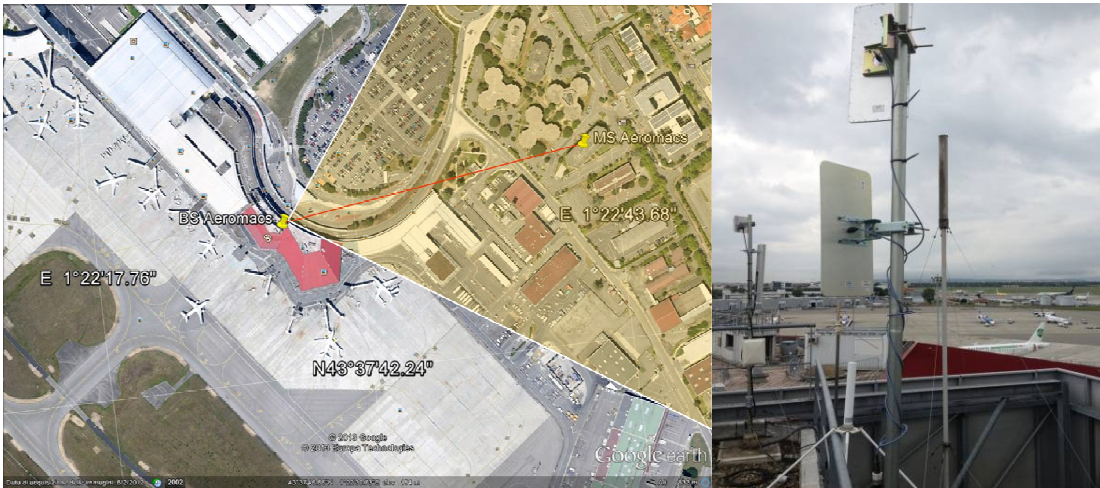 MS Aeromacs
E 1°22'43.68"
BS Aeromacs
E 1°22'17.76"
N43°37'42.24"
© 2013 Google
Google earth
2002